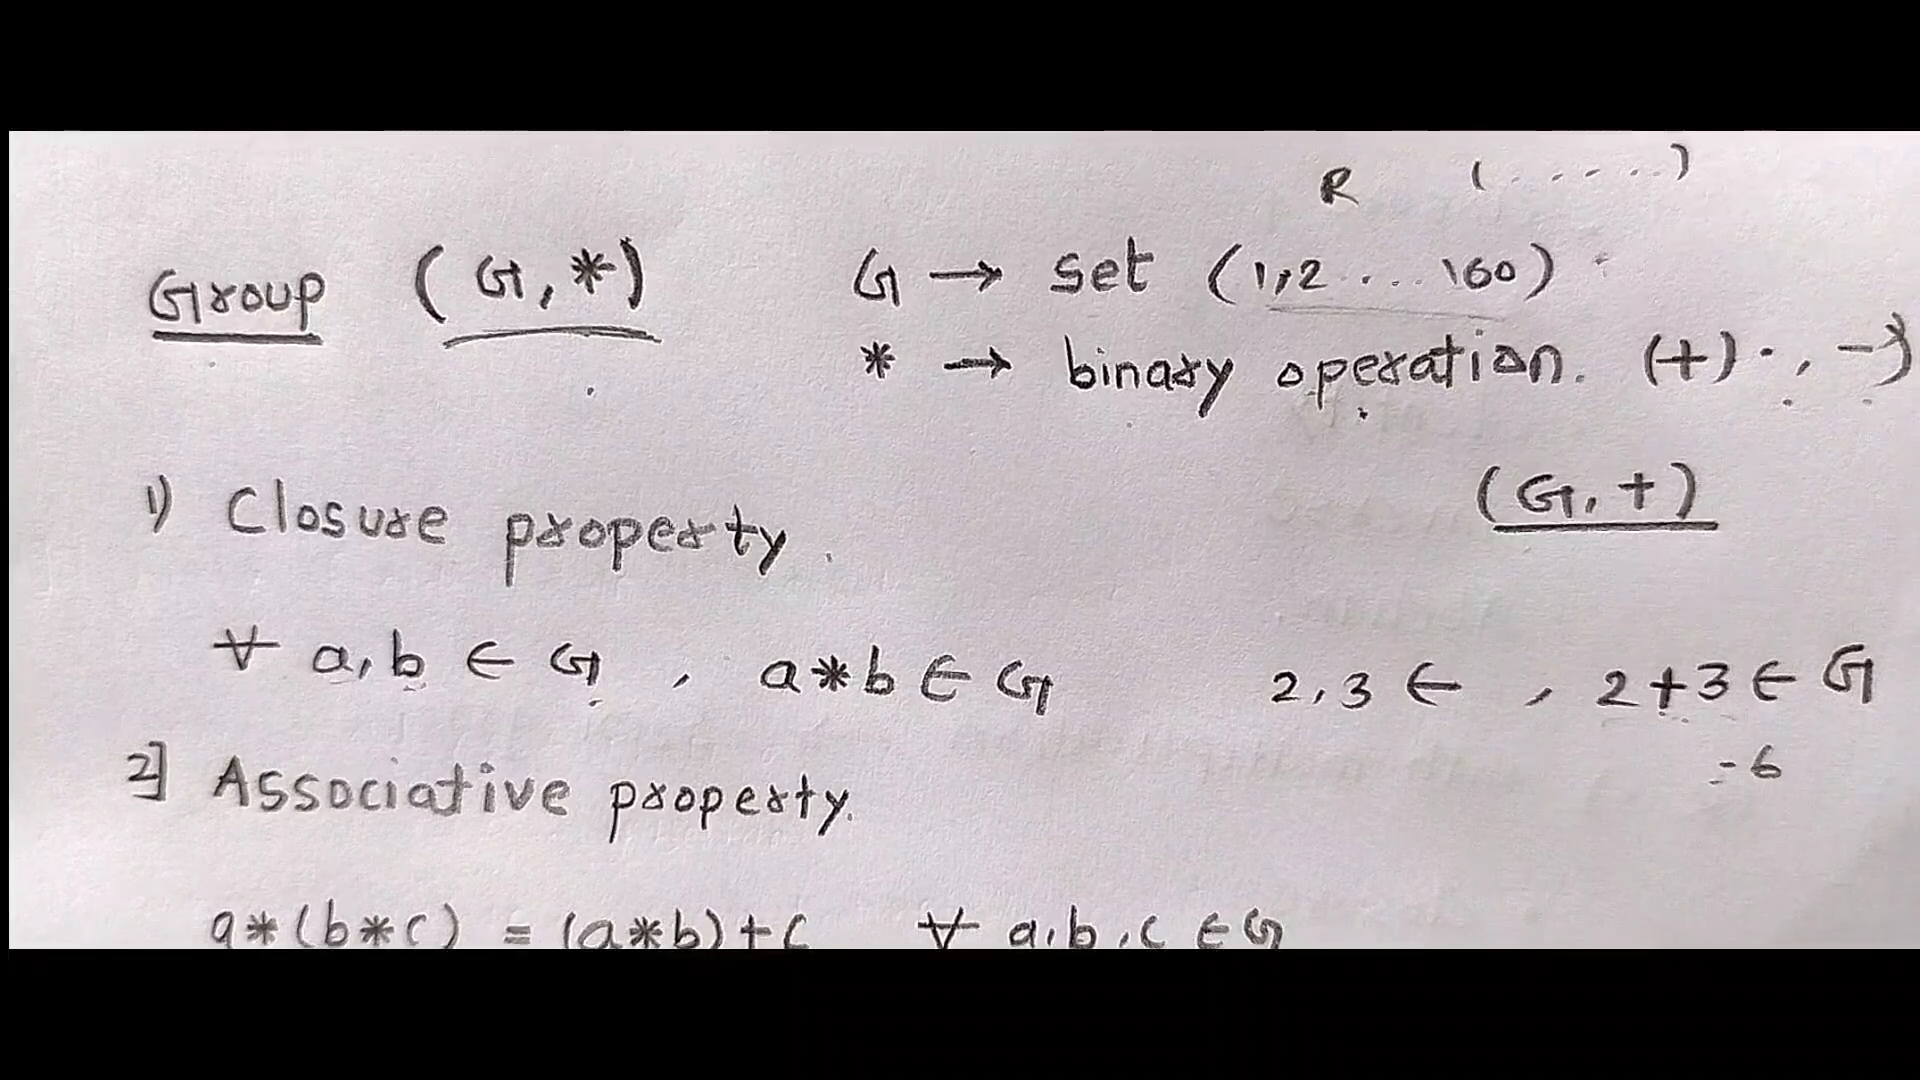 R (.....)
Group (G,*) G → set (1,2 ... 100)
* → binary operation. (+) ·, -)
1) Closure property.
(G,+)
∀ a,b ∈ G , a*b ∈ G 2,3 ∈ , 2+3 ∈ G
-6
2] Associative property.
a*(b*c) = (a*b)+c ∀ a,b,c ∈ G